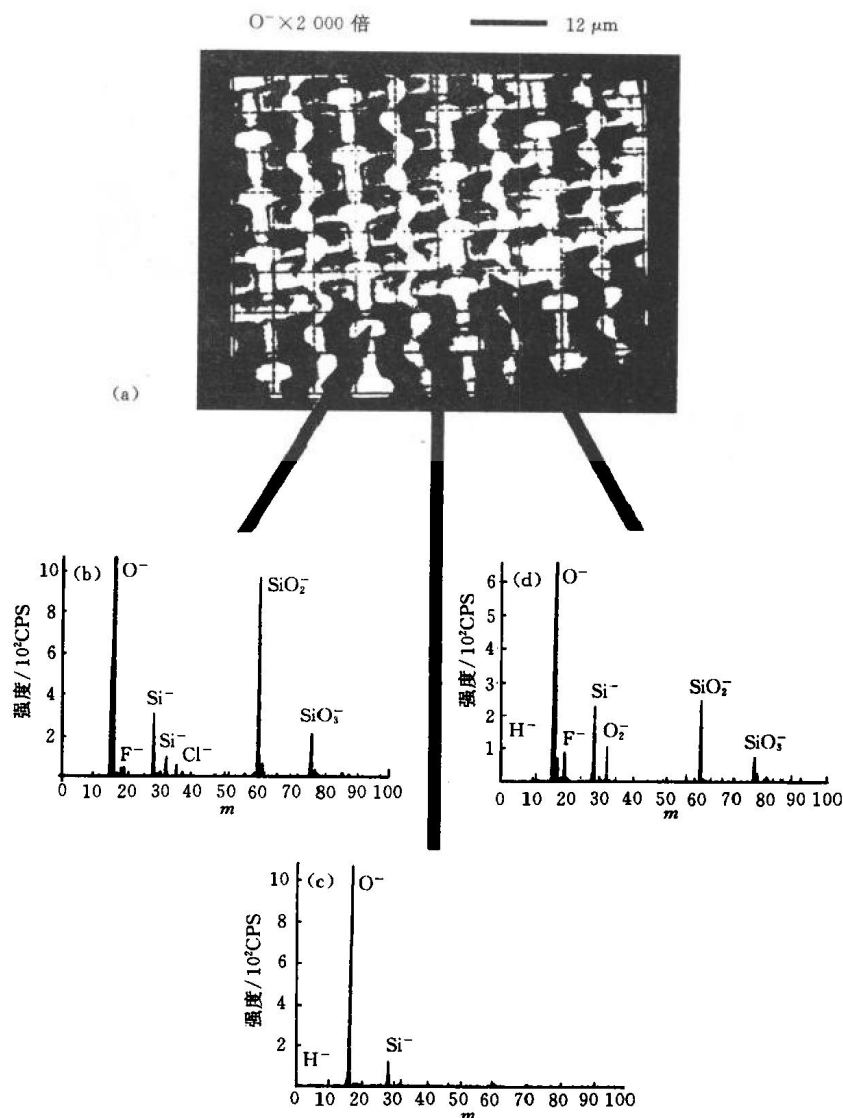 O⁻×2 000 倍 12 μm
(a)
(b)
O⁻
SiO₂⁻
Si⁻
SiO₃⁻
F⁻
Si⁻
Cl⁻
强度/10²CPS
10
8
6
4
2
0 10 20 30 40 50 60 70 80 90 100
m
(d)
O⁻
Si⁻
SiO₂⁻
H⁻
F⁻
O₂⁻
SiO₃⁻
强度/10²CPS
6
5
4
3
2
1
0 10 20 30 40 50 60 70 80 90 100
m
(c)
O⁻
H⁻
Si⁻
强度/10²CPS
10
8
6
4
2
0 10 20 30 40 50 60 70 80 90 100
m